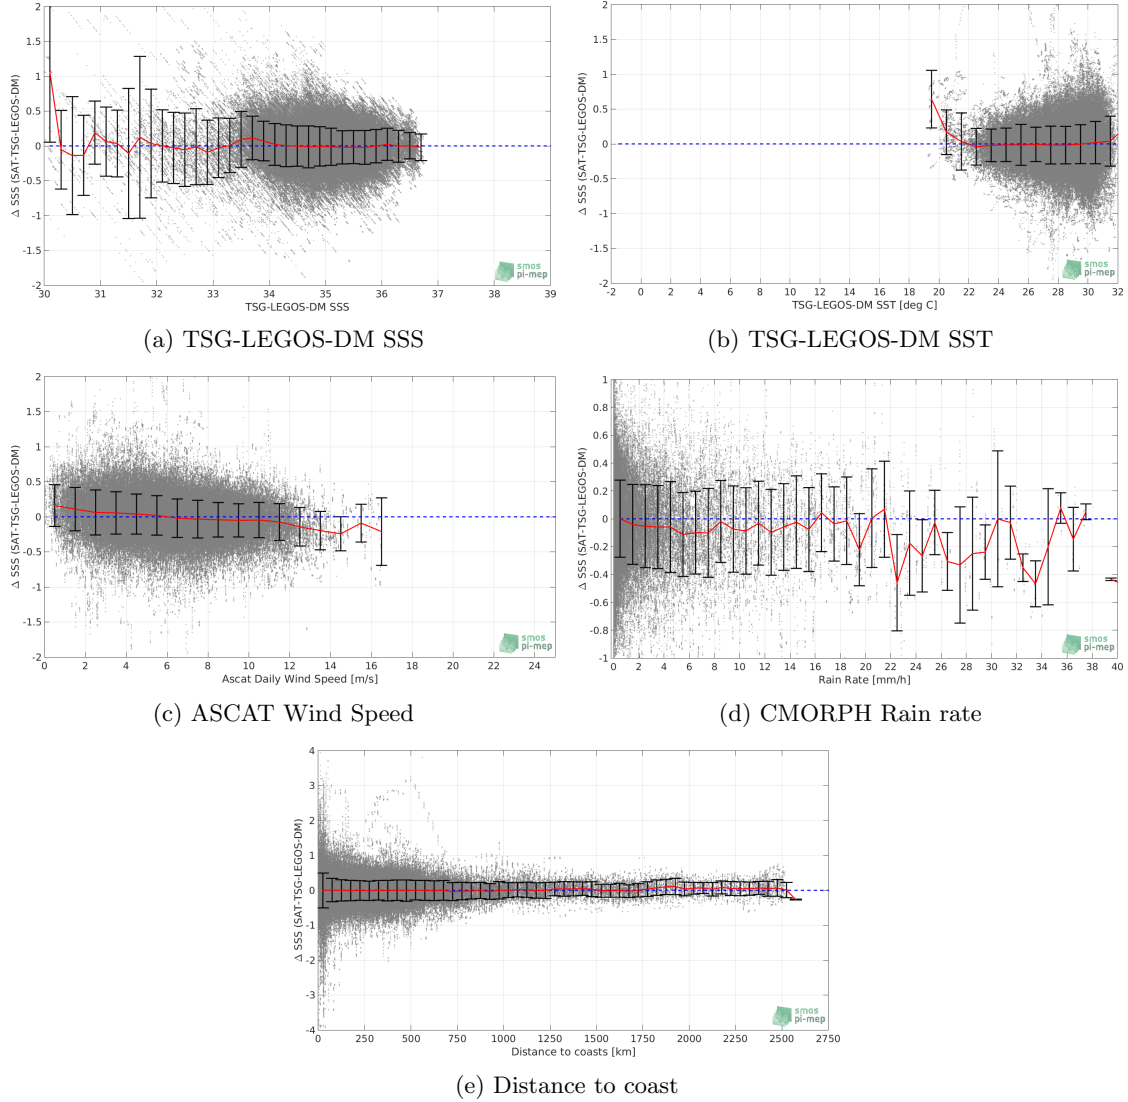 2
1.5
1
0.5
0
-0.5
-1
-1.5
-2
Δ SSS (SAT-TSG-LEGOS-DM)
30 31 32 33 34 35 36 37 38 39
TSG-LEGOS-DM SSS
smos
pi-mep
(a) TSG-LEGOS-DM SSS
2
1.5
1
0.5
0
-0.5
-1
-1.5
-2
Δ SSS (SAT-TSG-LEGOS-DM)
-2 0 2 4 6 8 10 12 14 16 18 20 22 24 26 28 30 32
TSG-LEGOS-DM SST [deg C]
smos
pi-mep
(b) TSG-LEGOS-DM SST
2
1.5
1
0.5
0
-0.5
-1
-1.5
-2
Δ SSS (SAT-TSG-LEGOS-DM)
0 2 4 6 8 10 12 14 16 18 20 22 24
Ascat Daily Wind Speed [m/s]
smos
pi-mep
(c) ASCAT Wind Speed
1
0.8
0.6
0.4
0.2
0
-0.2
-0.4
-0.6
-0.8
-1
Δ SSS (SAT-TSG-LEGOS-DM)
0 2 4 6 8 10 12 14 16 18 20 22 24 26 28 30 32 34 36 38 40
Rain Rate [mm/h]
smos
pi-mep
(d) CMORPH Rain rate
4
3
2
1
0
-1
-2
-3
-4
Δ SSS (SAT-TSG-LEGOS-DM)
0 250 500 750 1000 1250 1500 1750 2000 2250 2500 2750
Distance to coasts [km]
smos
pi-mep
(e) Distance to coast